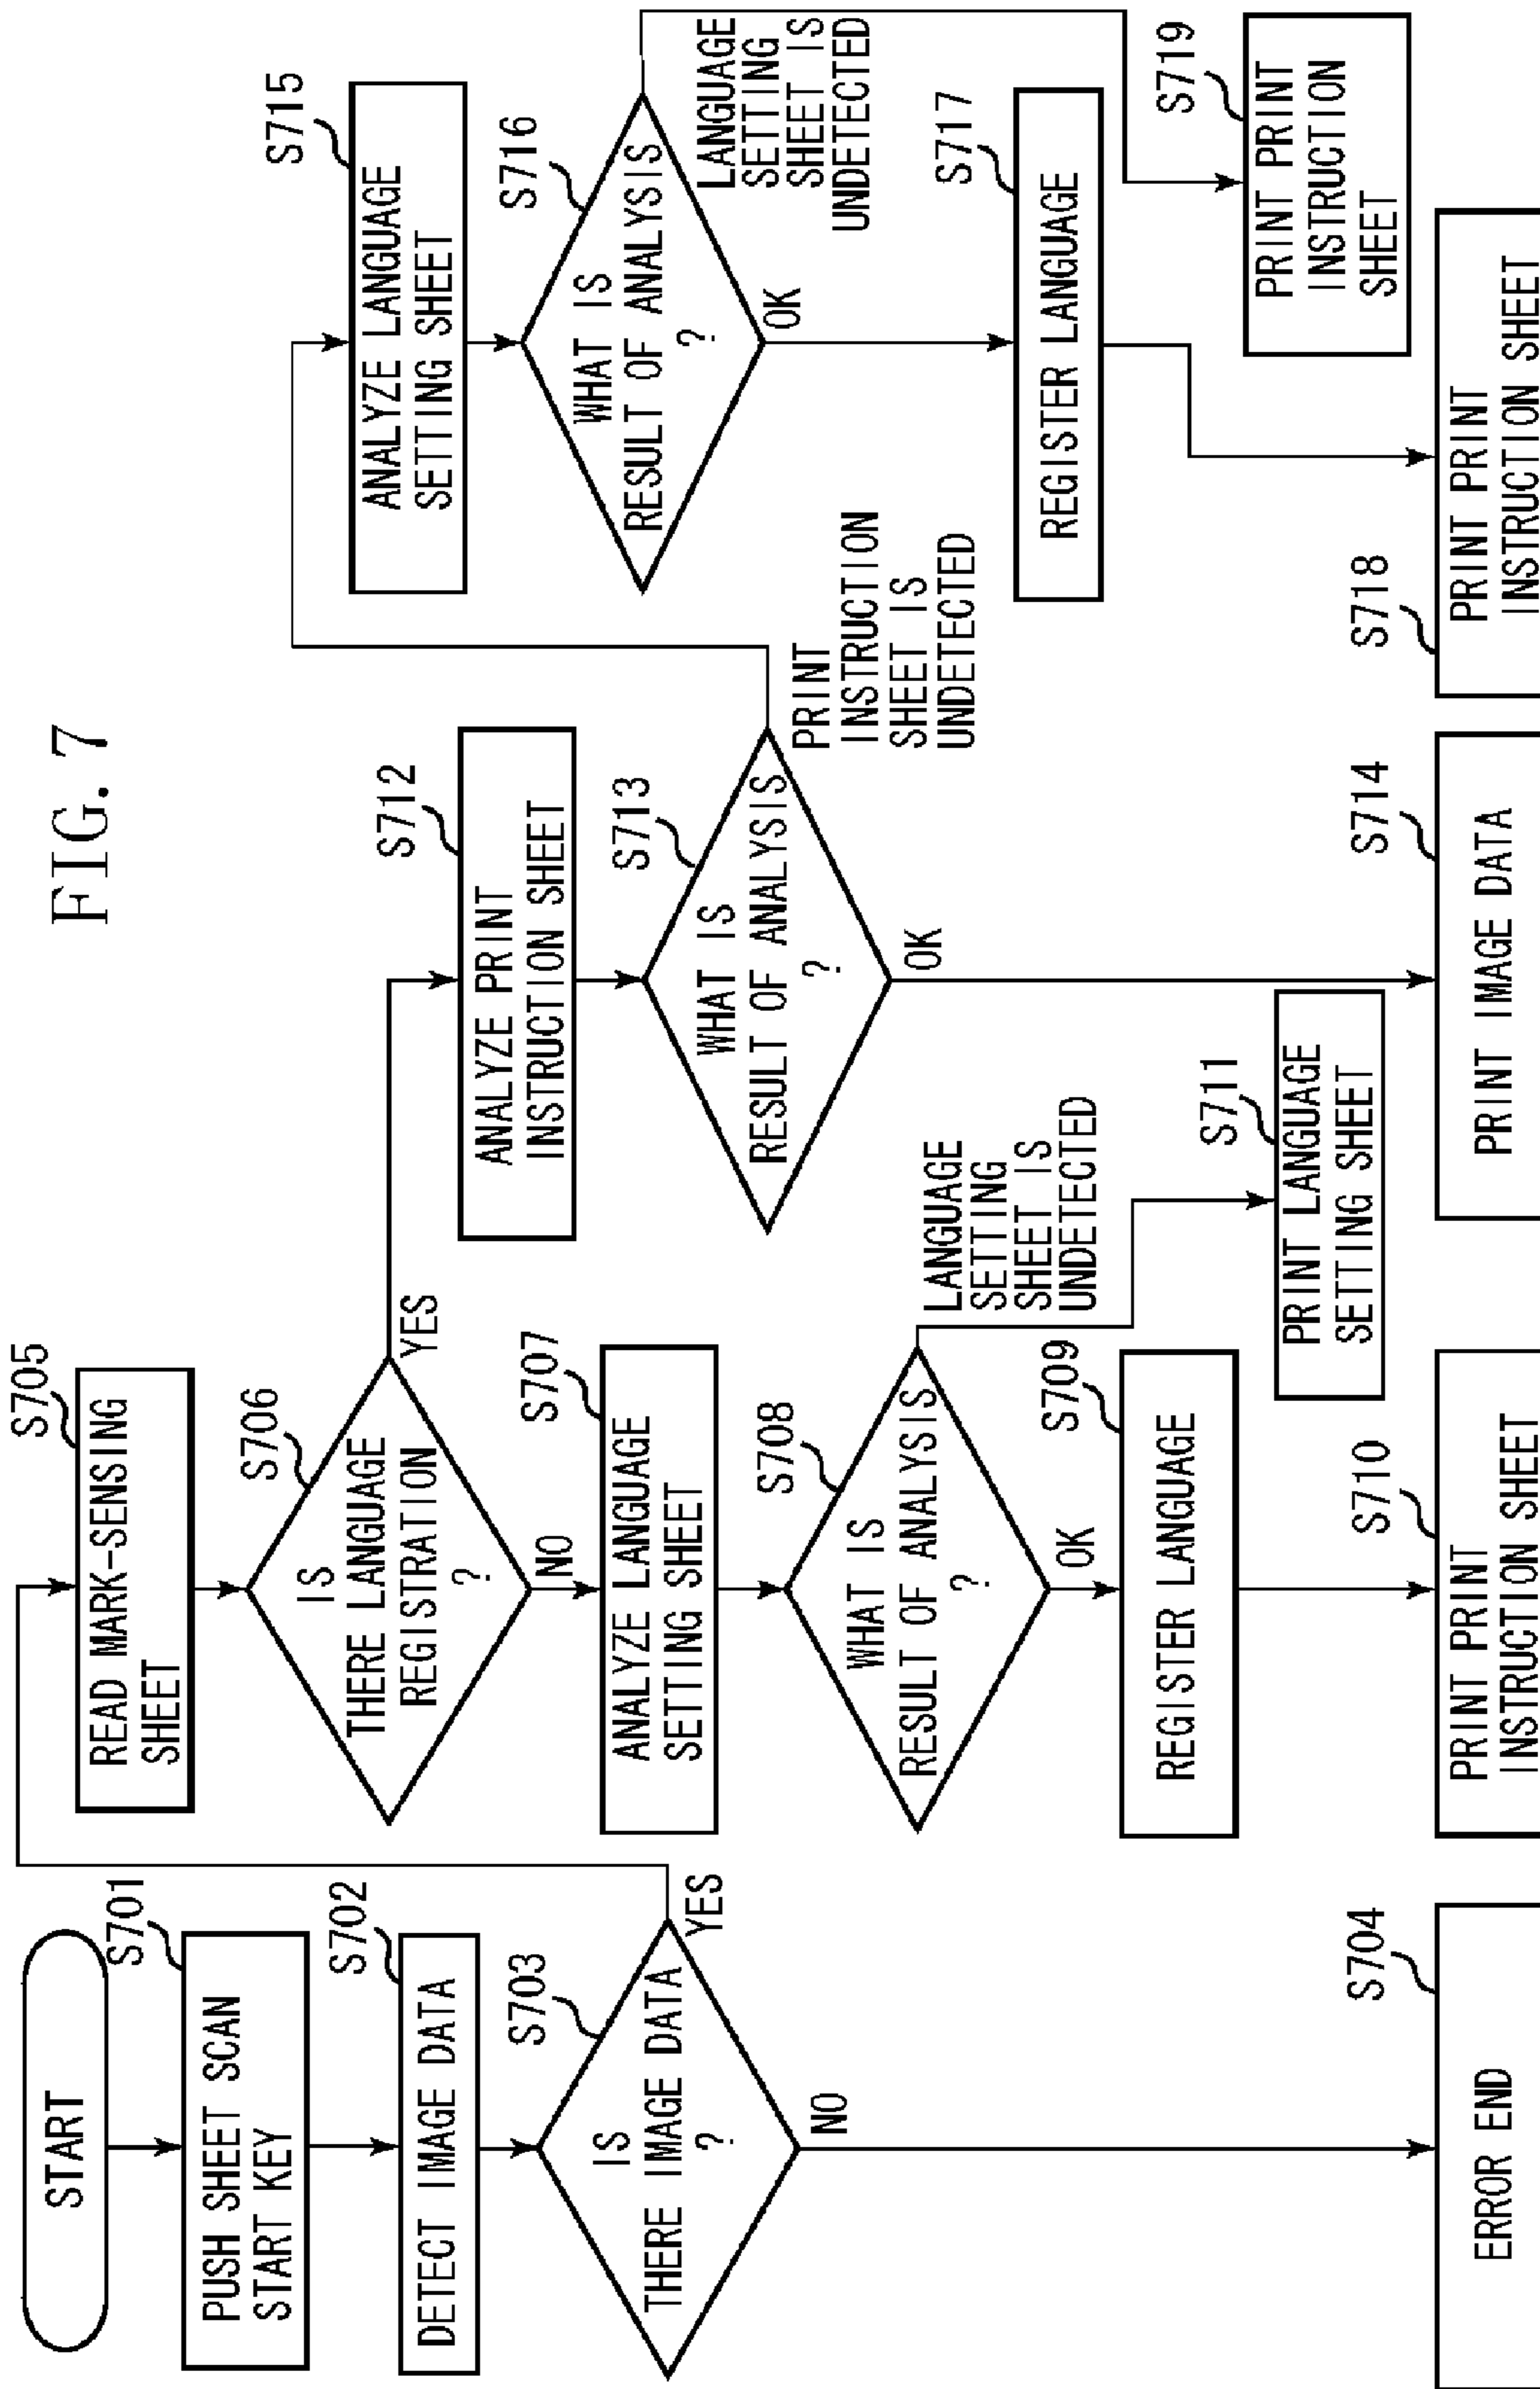 FIG. 7
START
S701
PUSH SHEET SCAN
START KEY
S702
DETECT IMAGE DATA
S703
IS
THERE IMAGE DATA
?
YES
NO
S704
ERROR END
S705
READ MARK-SENSING
SHEET
S706
IS
THERE LANGUAGE
REGISTRATION
?
YES
NO
S707
ANALYZE LANGUAGE
SETTING SHEET
S708
WHAT IS
RESULT OF ANALYSIS
?
LANGUAGE
SETTING
SHEET IS
UNDETECTED
OK
S709
REGISTER LANGUAGE
S710
PRINT PRINT
INSTRUCTION SHEET
S711
PRINT LANGUAGE
SETTING SHEET
S712
ANALYZE PRINT
INSTRUCTION SHEET
S713
WHAT IS
RESULT OF ANALYSIS
?
PRINT
INSTRUCTION
SHEET IS
UNDETECTED
OK
S714
PRINT IMAGE DATA
S715
ANALYZE LANGUAGE
SETTING SHEET
S716
WHAT IS
RESULT OF ANALYSIS
?
LANGUAGE
SETTING
SHEET IS
UNDETECTED
OK
S717
REGISTER LANGUAGE
S718
PRINT PRINT
INSTRUCTION SHEET
S719
PRINT PRINT
INSTRUCTION
SHEET